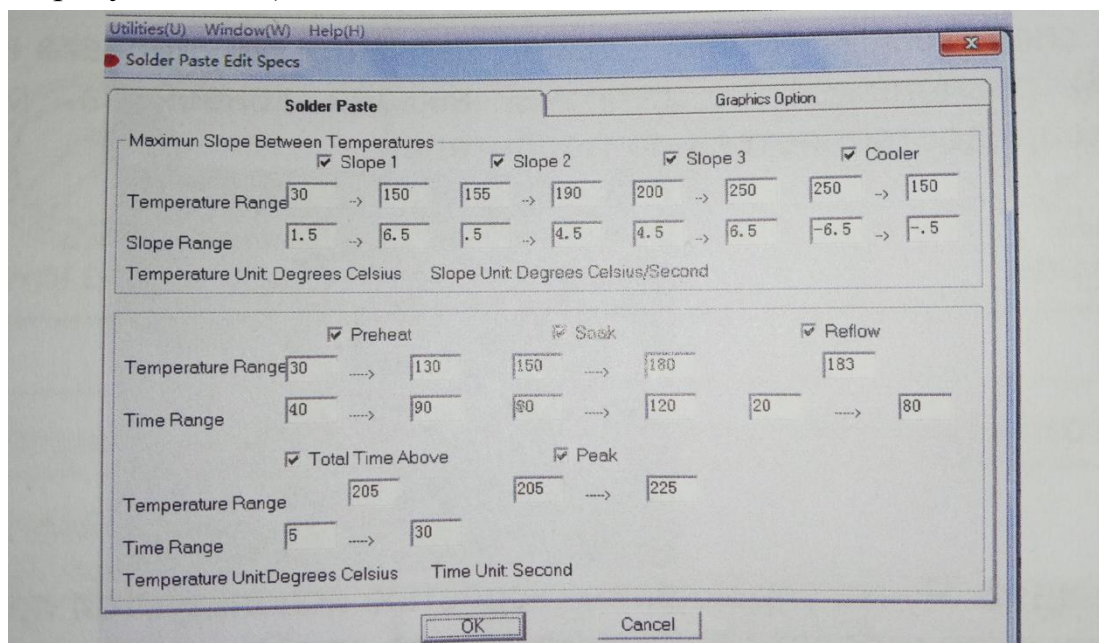 Utilities(U) Window(W) Help(H)
Solder Paste Edit Specs
x
Solder Paste Graphics Option
Maximun Slope Between Temperatures
Slope 1 Slope 2 Slope 3 Cooler
Temperature Range 30 --> 150 155 --> 190 200 --> 250 250 --> 150
Slope Range 1.5 --> 6.5 .5 --> 4.5 4.5 --> 6.5 -6.5 --> -.5
Temperature Unit: Degrees Celsius Slope Unit: Degrees Celsius/Second
Preheat Soak Reflow
Temperature Range 30 ----> 130 150 ----> 180 183
Time Range 40 ----> 90 ----> 120 20 ----> 80
Total Time Above Peak
Temperature Range 205 205 ----> 225
Time Range 5 ----> 30
Temperature Unit:Degrees Celsius Time Unit: Second
OK Cancel